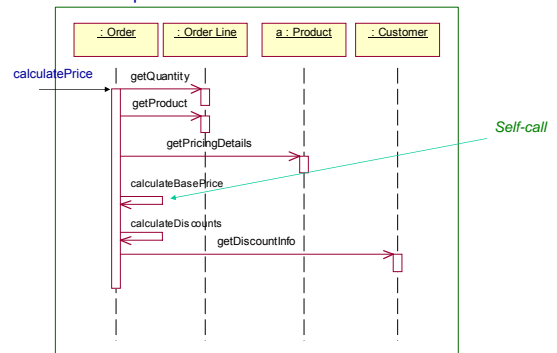 : Order
: Order Line
a : Product
: Customer
calculatePrice
getQuantity
getProduct
Self-call
getPricingDetails
calculateBasePrice
calculateDiscounts
getDiscountInfo